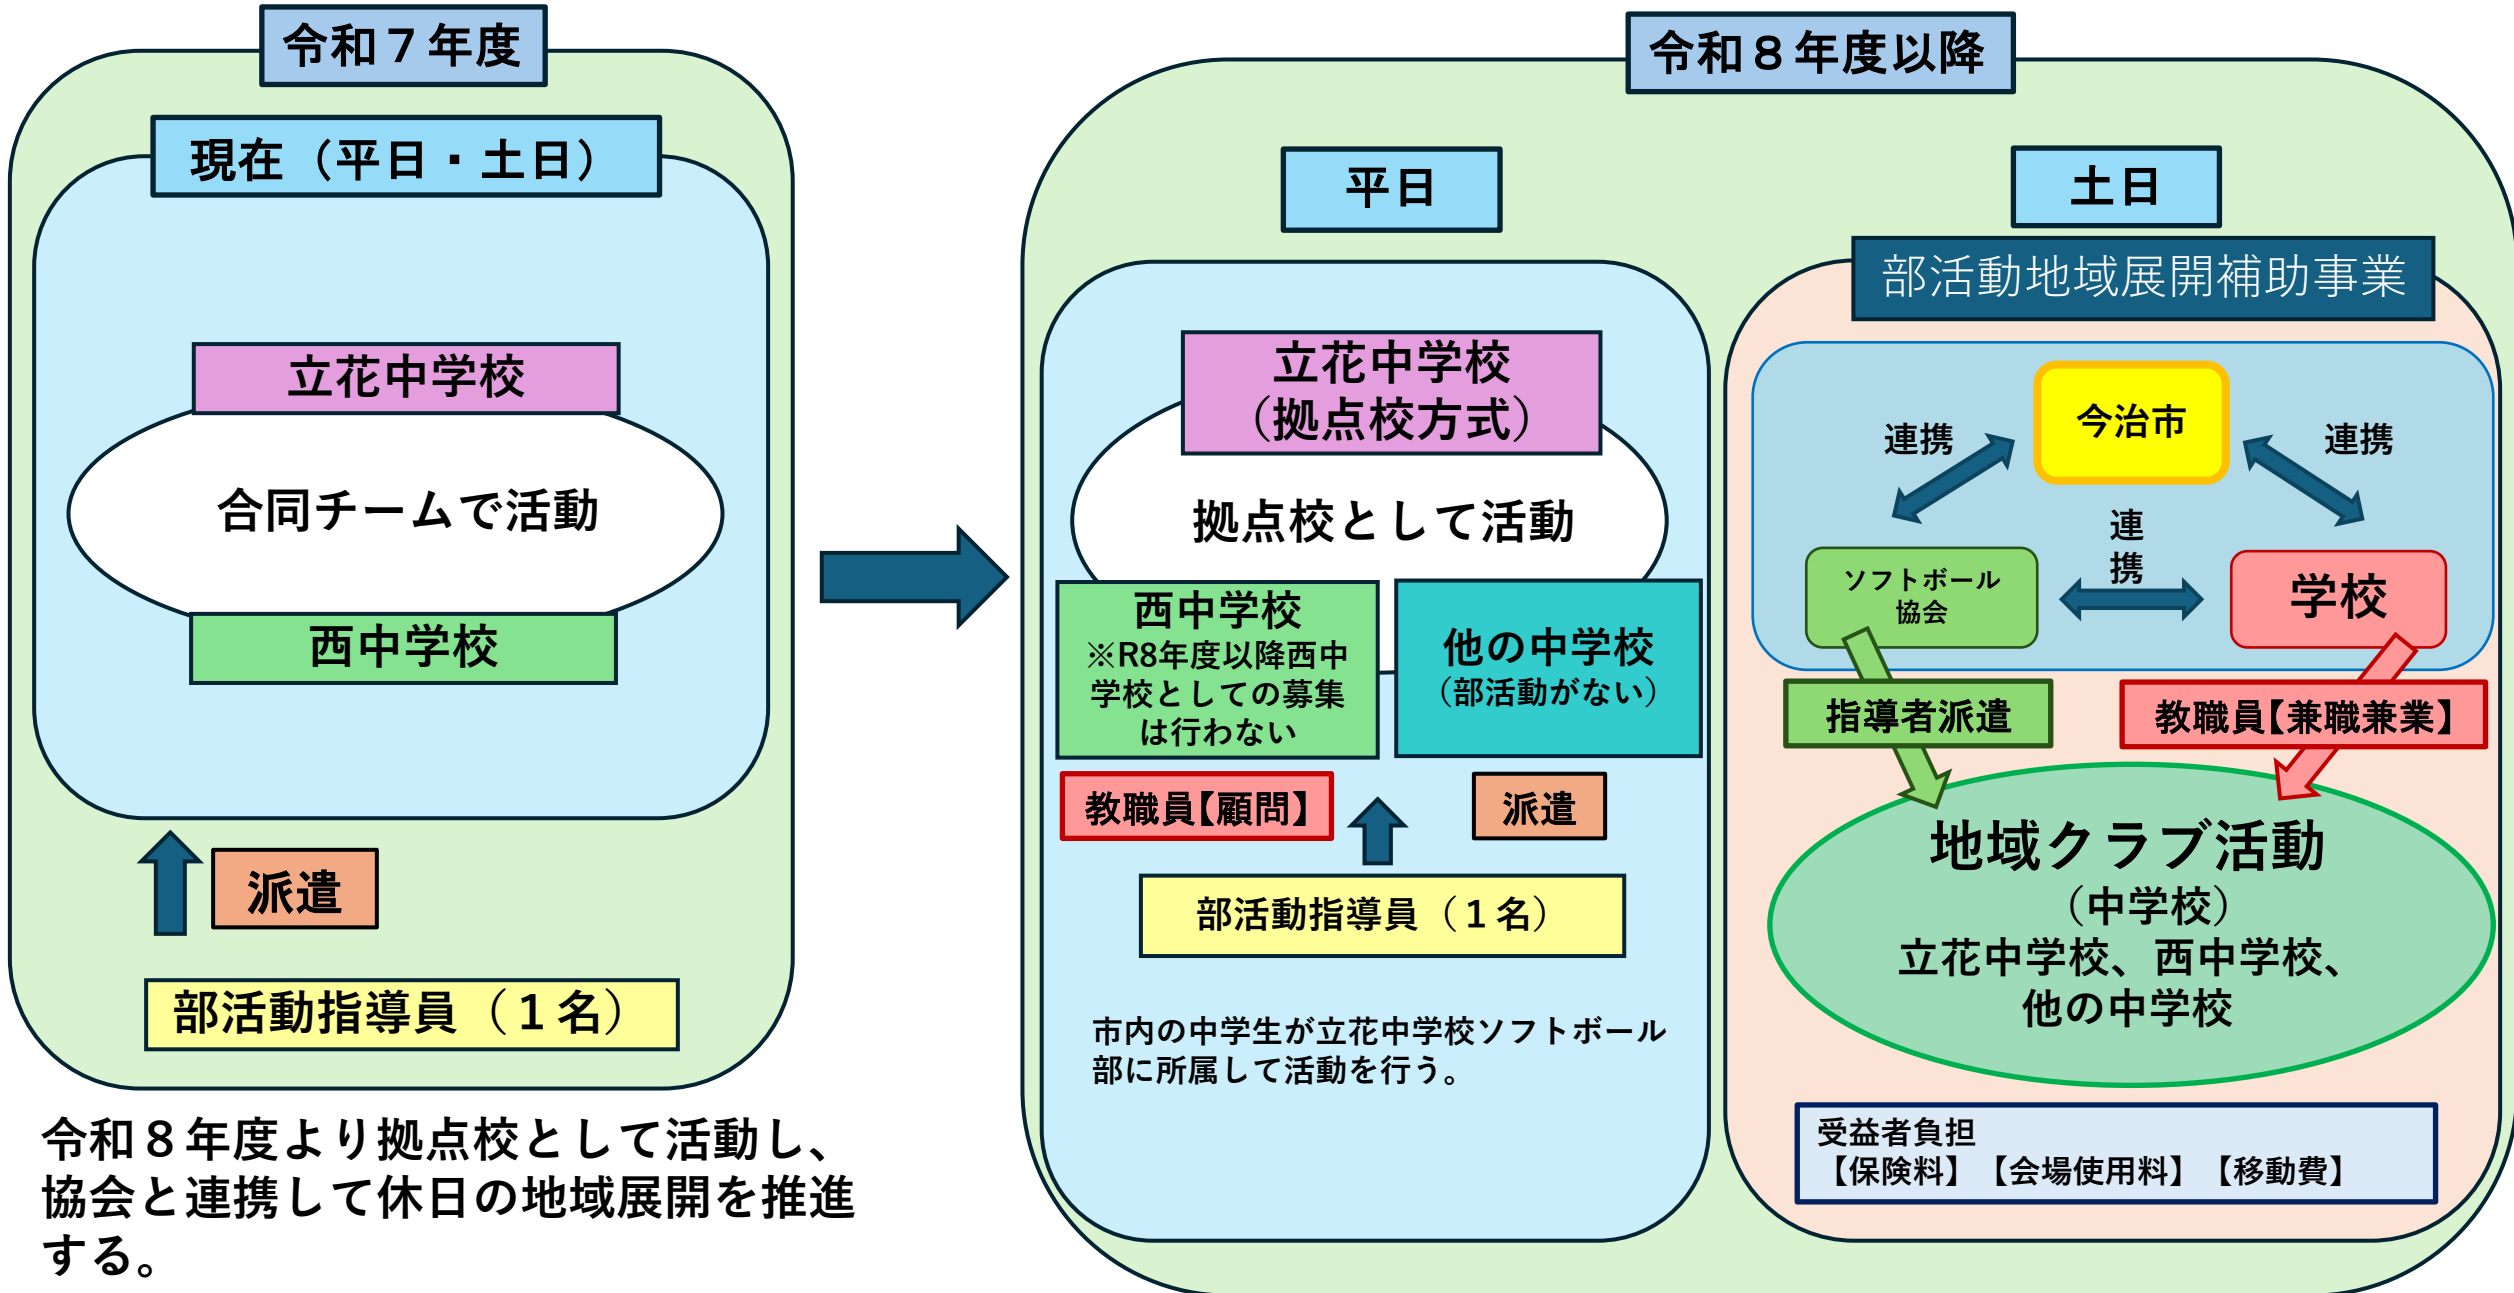 令和７年度
現在（平日・土日）
立花中学校
合同チームで活動
西中学校
派遣
部活動指導員（１名）
令和８年度より拠点校として活動し、
協会と連携して休日の地域展開を推進
する。
令和８年度以降
平日
立花中学校
（拠点校方式）
拠点校として活動
西中学校
※R8年度以降西中
学校としての募集
は行わない
他の中学校
（部活動がない）
教職員【顧問】
派遣
部活動指導員（１名）
市内の中学生が立花中学校ソフトボール
部に所属して活動を行う。
土日
部活動地域展開補助事業
今治市
連携
連携
連
携
ソフトボール
協会
学校
指導者派遣
教職員【兼職兼業】
地域クラブ活動
（中学校）
立花中学校、西中学校、
他の中学校
受益者負担
【保険料】【会場使用料】【移動費】